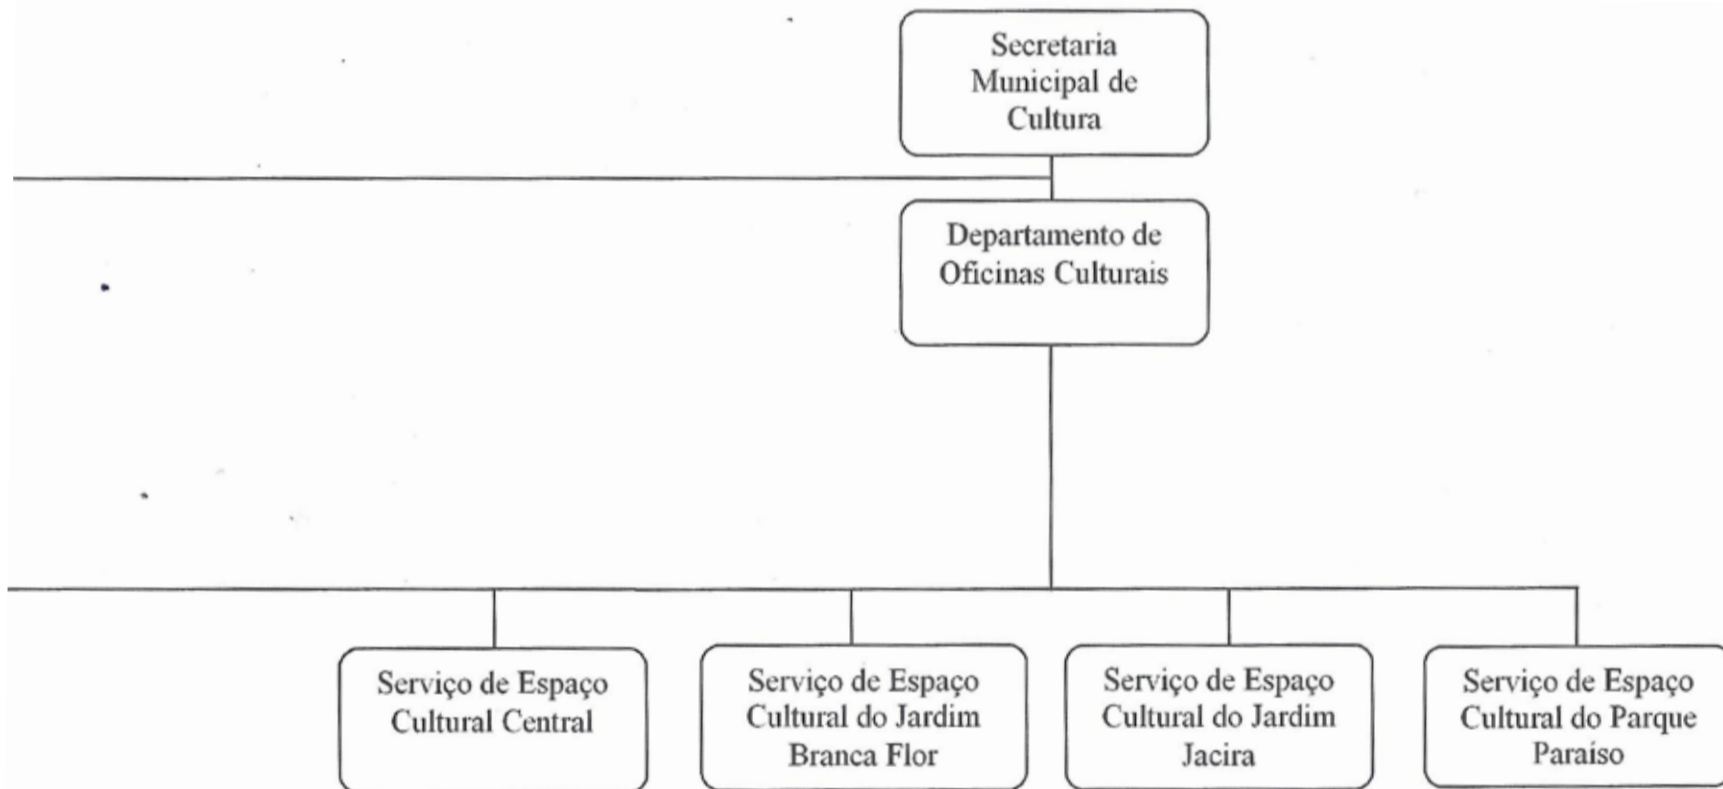 Secretaria
Municipal de
Cultura
Departamento de
Oficinas Culturais
Serviço de Espaço
Cultural Central
Serviço de Espaço
Cultural do Jardim
Branca Flor
Serviço de Espaço
Cultural do Jardim
Jacira
Serviço de Espaço
Cultural do Parque
Paraíso